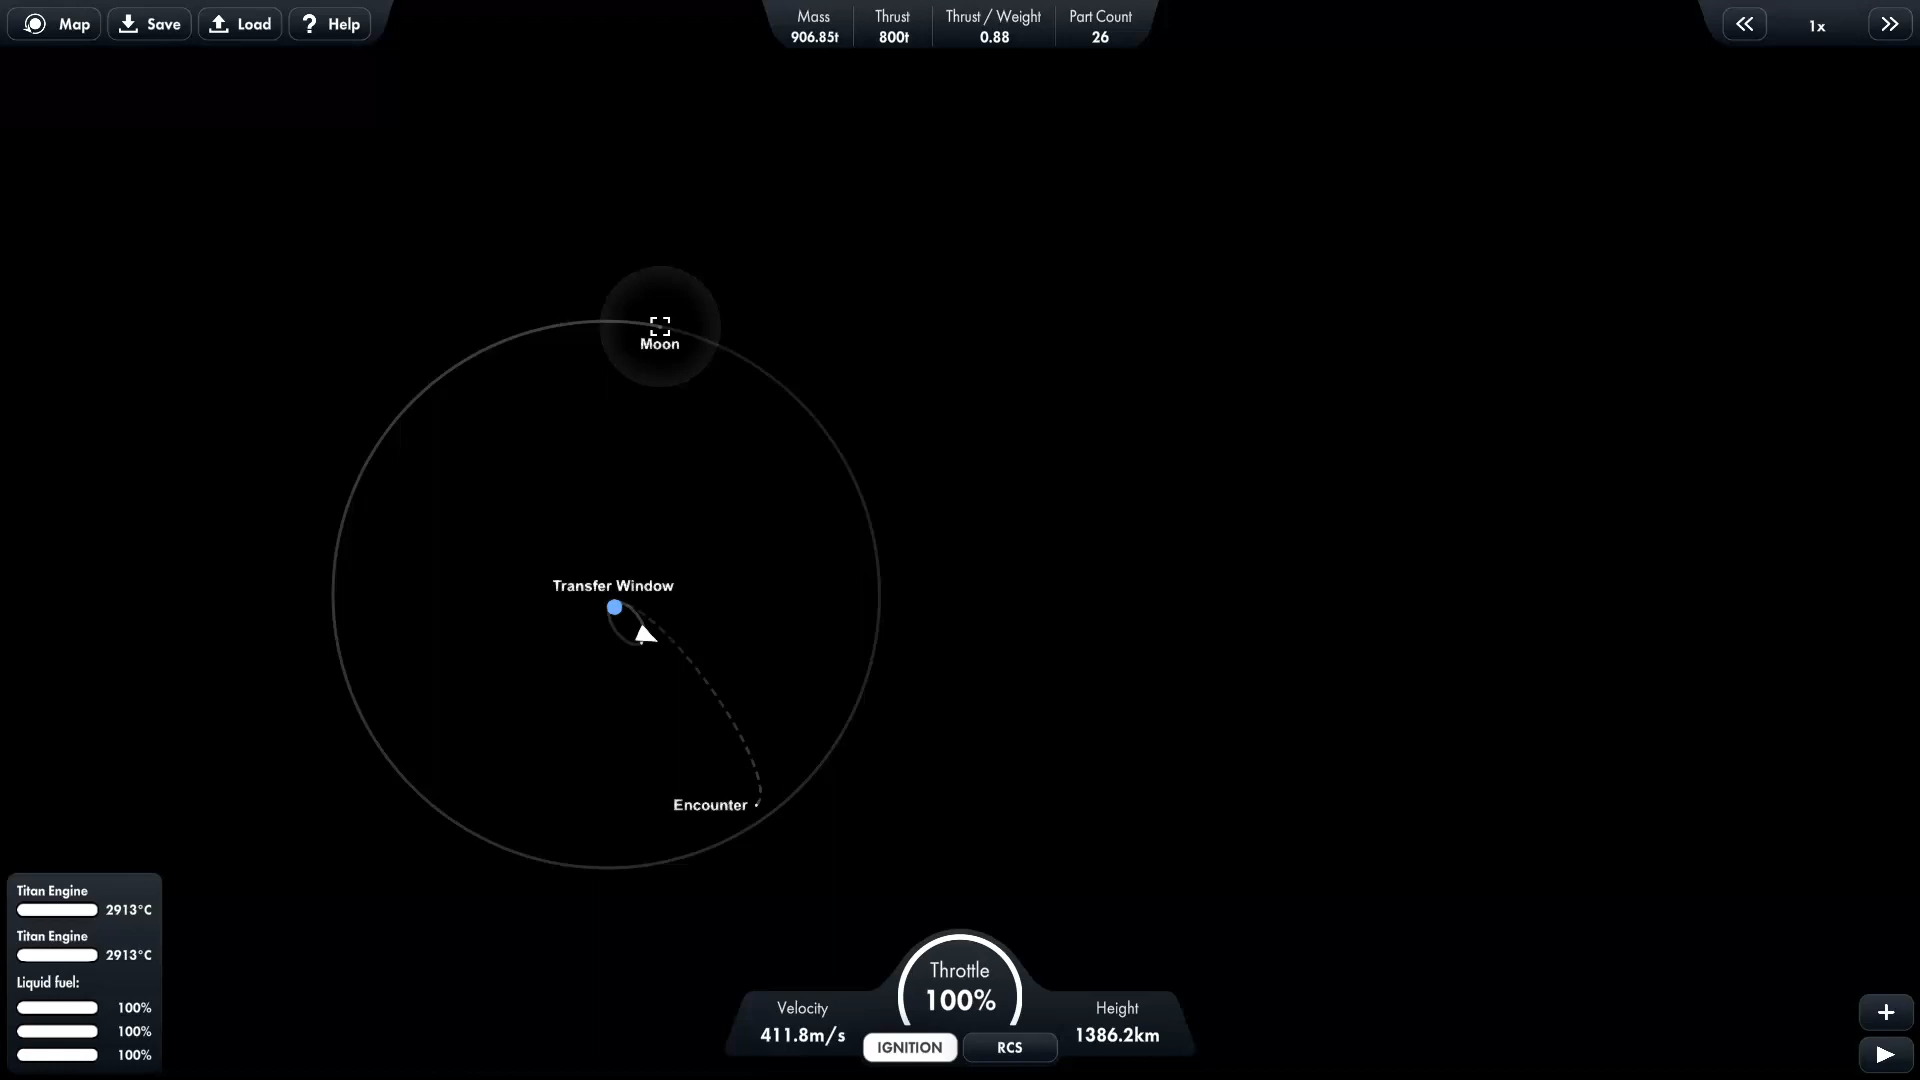 Map
Save
Load
? Help
Mass
906.85t
Thrust
800t
Thrust / Weight
0.88
Part Count
26
1x
Moon
Transfer Window
Encounter
Titan Engine
2913°C
Titan Engine
2913°C
Liquid fuel:
100%
100%
100%
Throttle
100%
Velocity
411.8m/s
IGNITION
RCS
Height
1386.2km